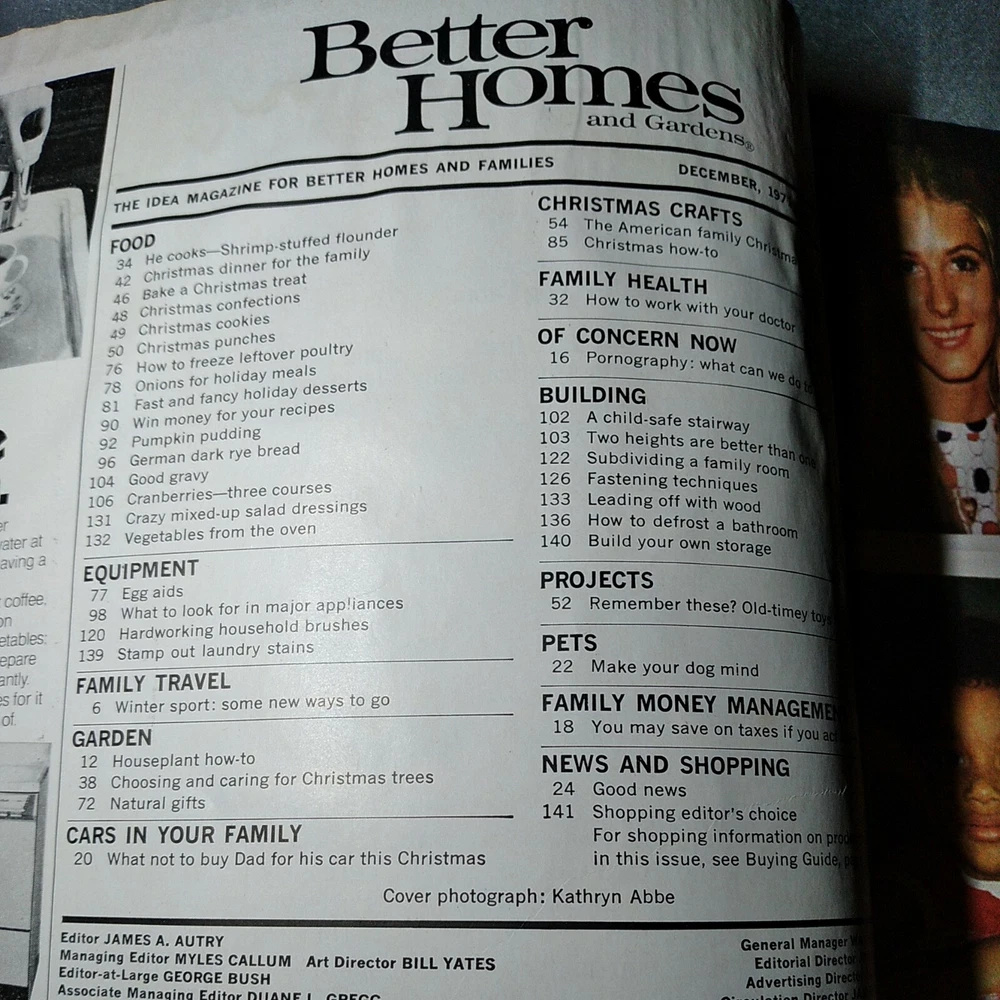 Better
Homes
and Gardens®
THE IDEA MAGAZINE FOR BETTER HOMES AND FAMILIES
DECEMBER,
FOOD
34 He cooks—Shrimp-stuffed flounder
42 Christmas dinner for the family
46 Bake a Christmas treat
48 Christmas confections
49 Christmas cookies
50 Christmas punches
76 How to freeze leftover poultry
78 Onions for holiday meals
81 Fast and fancy holiday desserts
90 Win money for your recipes
92 Pumpkin pudding
96 German dark rye bread
104 Good gravy
106 Cranberries—three courses
131 Crazy mixed-up salad dressings
132 Vegetables from the oven
EQUIPMENT
77 Egg aids
98 What to look for in major appliances
120 Hardworking household brushes
139 Stamp out laundry stains
FAMILY TRAVEL
6 Winter sport: some new ways to go
GARDEN
12 Houseplant how-to
38 Choosing and caring for Christmas trees
72 Natural gifts
CARS IN YOUR FAMILY
20 What not to buy Dad for his car this Christmas
CHRISTMAS CRAFTS
54 The American family
85 Christmas how-to
FAMILY HEALTH
32 How to work with your doctor
OF CONCERN NOW
16 Pornography: what can we do
BUILDING
102 A child-safe stairway
103 Two heights are better than one
122 Subdividing a family room
126 Fastening techniques
133 Leading off with wood
136 How to defrost a bathroom
140 Build your own storage
PROJECTS
52 Remember these? Old-timey toys
PETS
22 Make your dog mind
FAMILY MONEY
18 You may save on taxes if you
NEWS AND SHOPPING
24 Good news
141 Shopping editor's choice
For shopping information on
in this issue, see Buying Guide,
Cover photograph: Kathryn Abbe
Editor JAMES A. AUTRY
Managing Editor MYLES CALLUM Art Director BILL YATES
Editor-at-Large GEORGE BUSH
Associate Managing Editor DUANE L. GREGG
General Manager
Editorial
Advertising
water at
coffee.
for it
of.